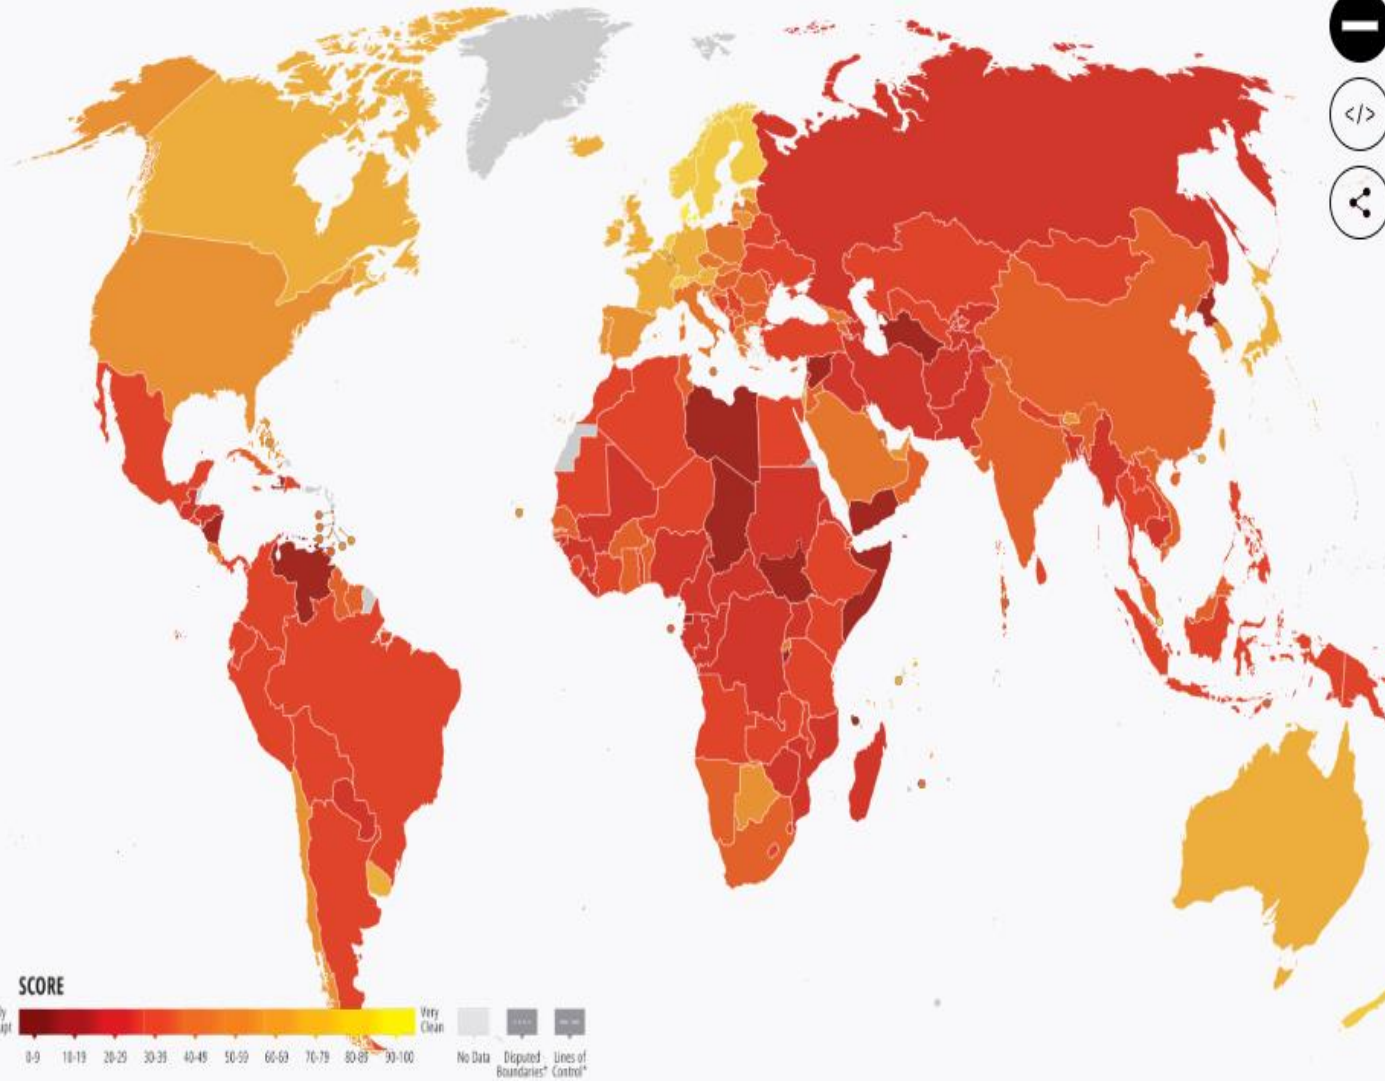 </>
SCORE
Very
Clean
0-9 10-19 20-29 30-39 40-49 50-59 60-69 70-79 80-89 90-100
No Data
Disputed
Boundaries*
Lines of
Control*